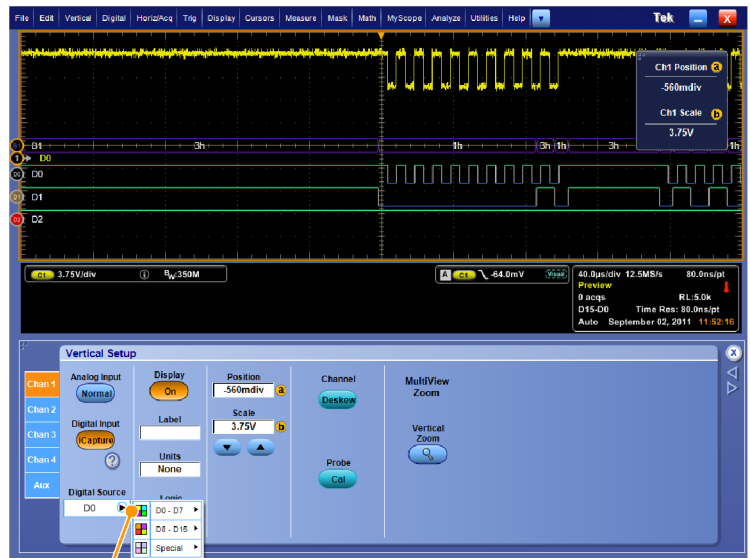 File Edit Vertical Digital Horiz/Acq Trig Display Cursors Measure Mask Math MyScope Analyze Utilities Help Tek X
Ch1 Position a
-560mdiv
Ch1 Scale b
3.75V
B1 B1 3h 1h 3h 1h 3h 1h
1 D0
D0 D0
D1 D1
D2 D2
C1 3.75V/div BW:350M
A C1 -64.0mV Visual
40.0µs/div 12.5MS/s 80.0ns/pt
Preview
0 acqs RL:5.0k
D15-D0 Time Res: 80.0ns/pt
Auto September 02, 2011 11:52:16
Vertical Setup X
Chan 1
Chan 2
Chan 3
Chan 4
Aux
Analog Input
Normal
Digital Input
iCapture
?
Digital Source
D0
Display
On
Label
Units
None
Logic
D0 - D7
D8 - D15
Special
Position
-560mdiv a
Scale
3.75V b
Channel
Deskew
Probe
Cal
MultiView
Zoom
Vertical
Zoom